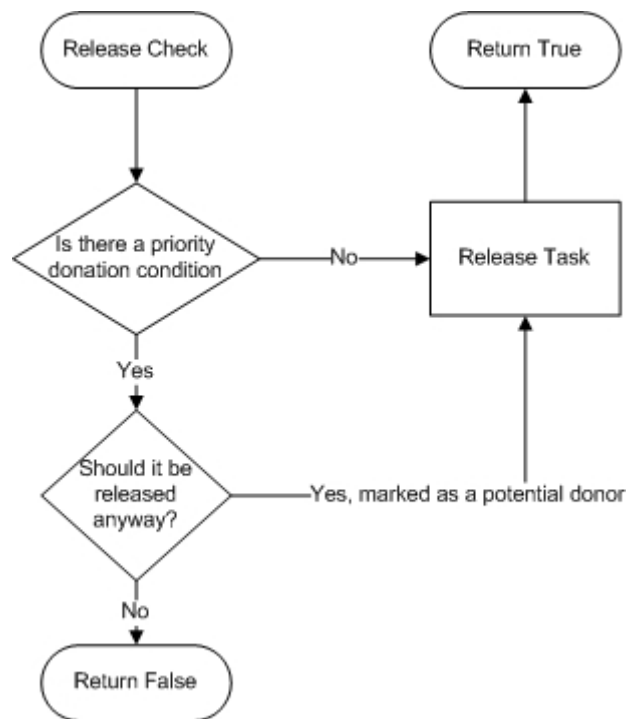 Release Check
Return True
Is there a priority
donation condition
No
Release Task
Yes
Should it be
released
anyway?
Yes, marked as a potential donor
No
Return False